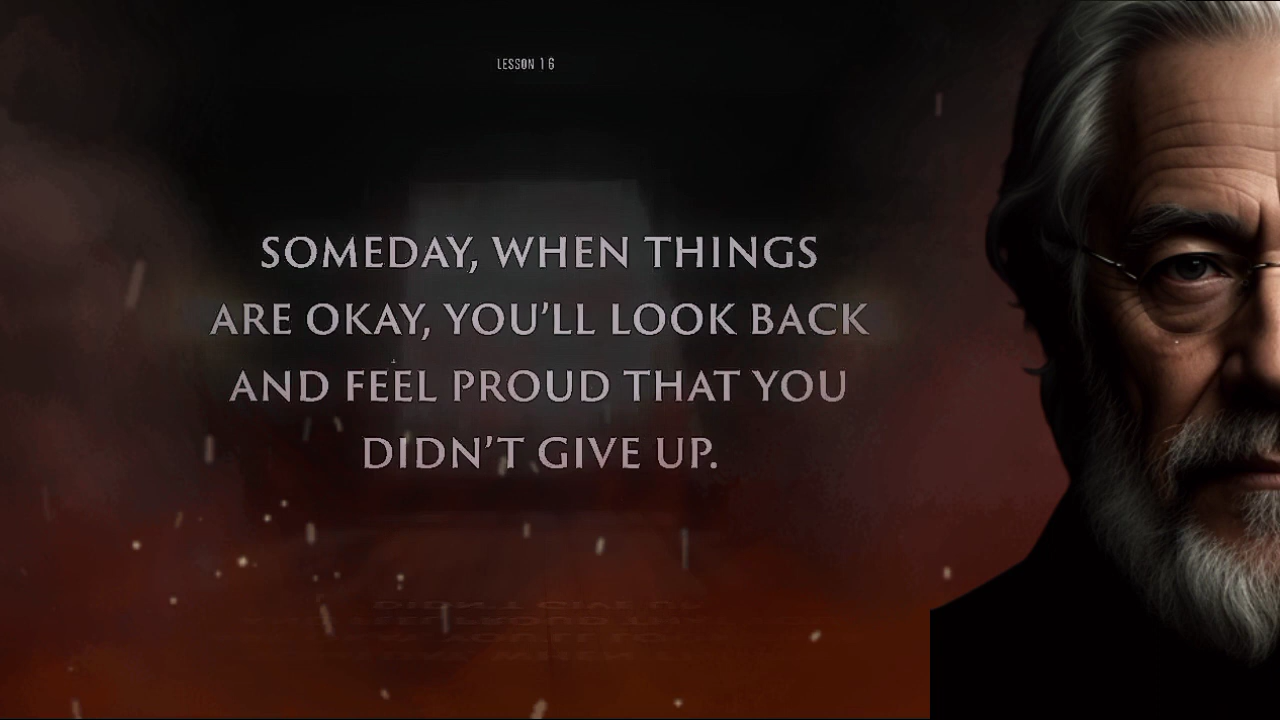 LESSON 16
SOMEDAY, WHEN THINGS
ARE OKAY, YOU'LL LOOK BACK
AND FEEL PROUD THAT YOU
DIDN'T GIVE UP.